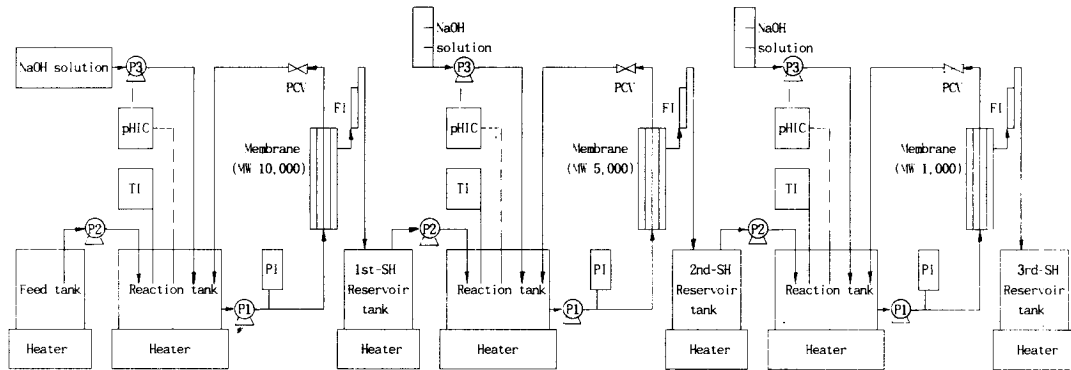 NaOH
solution
NaOH
solution
NaOH solution
P3
P3
P3
PCV
PCV
PCV
FI
FI
FI
pHIC
pHIC
pHIC
Membrane
(MW 10,000)
Membrane
(MW 5,000)
Membrane
(MW 1,000)
TI
TI
TI
P2
P2
P2
Feed tank
Reaction tank
PI
1st-SH
Reservoir
tank
Reaction tank
PI
2nd-SH
Reservoir
tank
Reaction tank
PI
3rd-SH
Reservoir
tank
P1
P1
P1
Heater
Heater
Heater
Heater
Heater
Heater
Heater